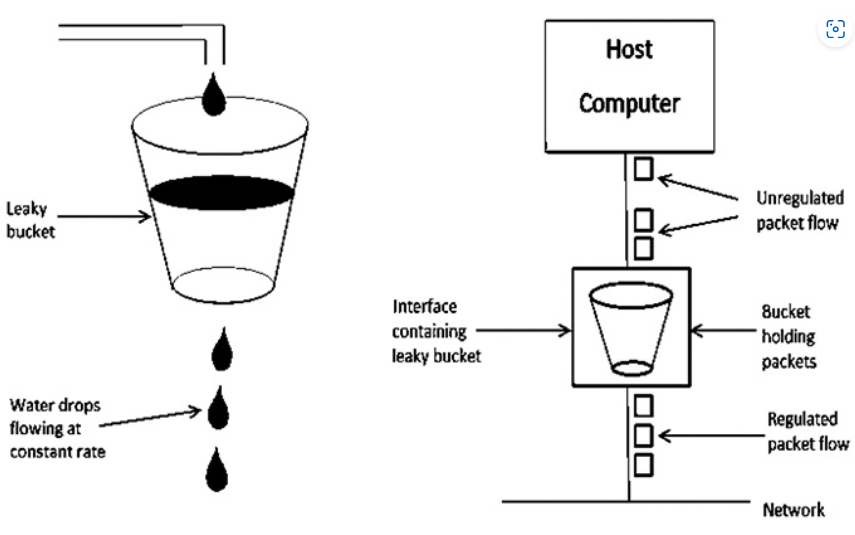 Host
Computer
Unregulated
packet flow
Leaky
bucket
Interface
containing
leaky bucket
Bucket
holding
packets
Water drops
flowing at
constant rate
Regulated
packet flow
Network